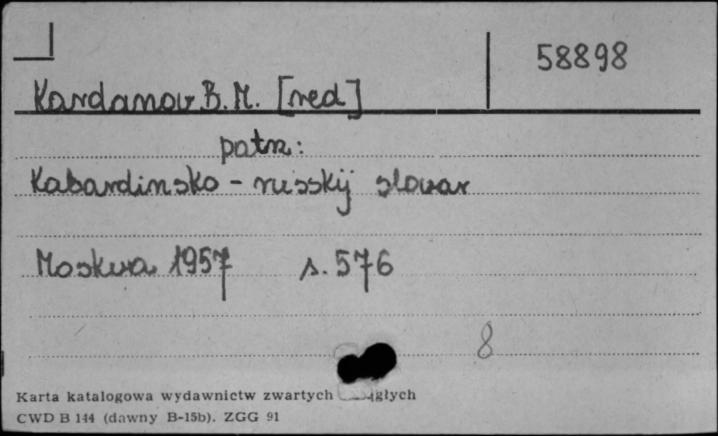 58898
Kardanov B. M. [red]
patrz:
Kabardinsko - russkij slovar
Moskwa 1957 s. 576
8
Karta katalogowa wydawnictw zwartych
CWD B 144 (dawny B-15b). ZGG 91